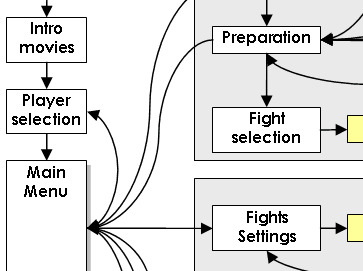 Intro
movies
Preparation
Player
selection
Fight
selection
Main
Menu
Fights
Settings